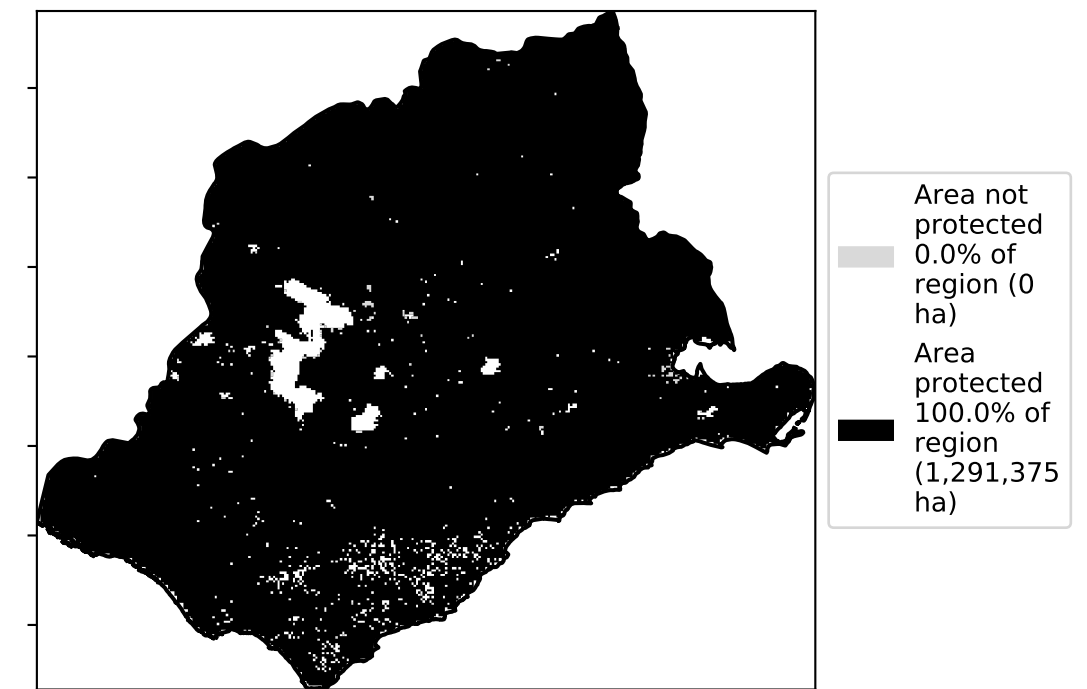 Area not
protected
0.0% of
region (0
ha)
Area
protected
100.0% of
region
(1,291,375
ha)